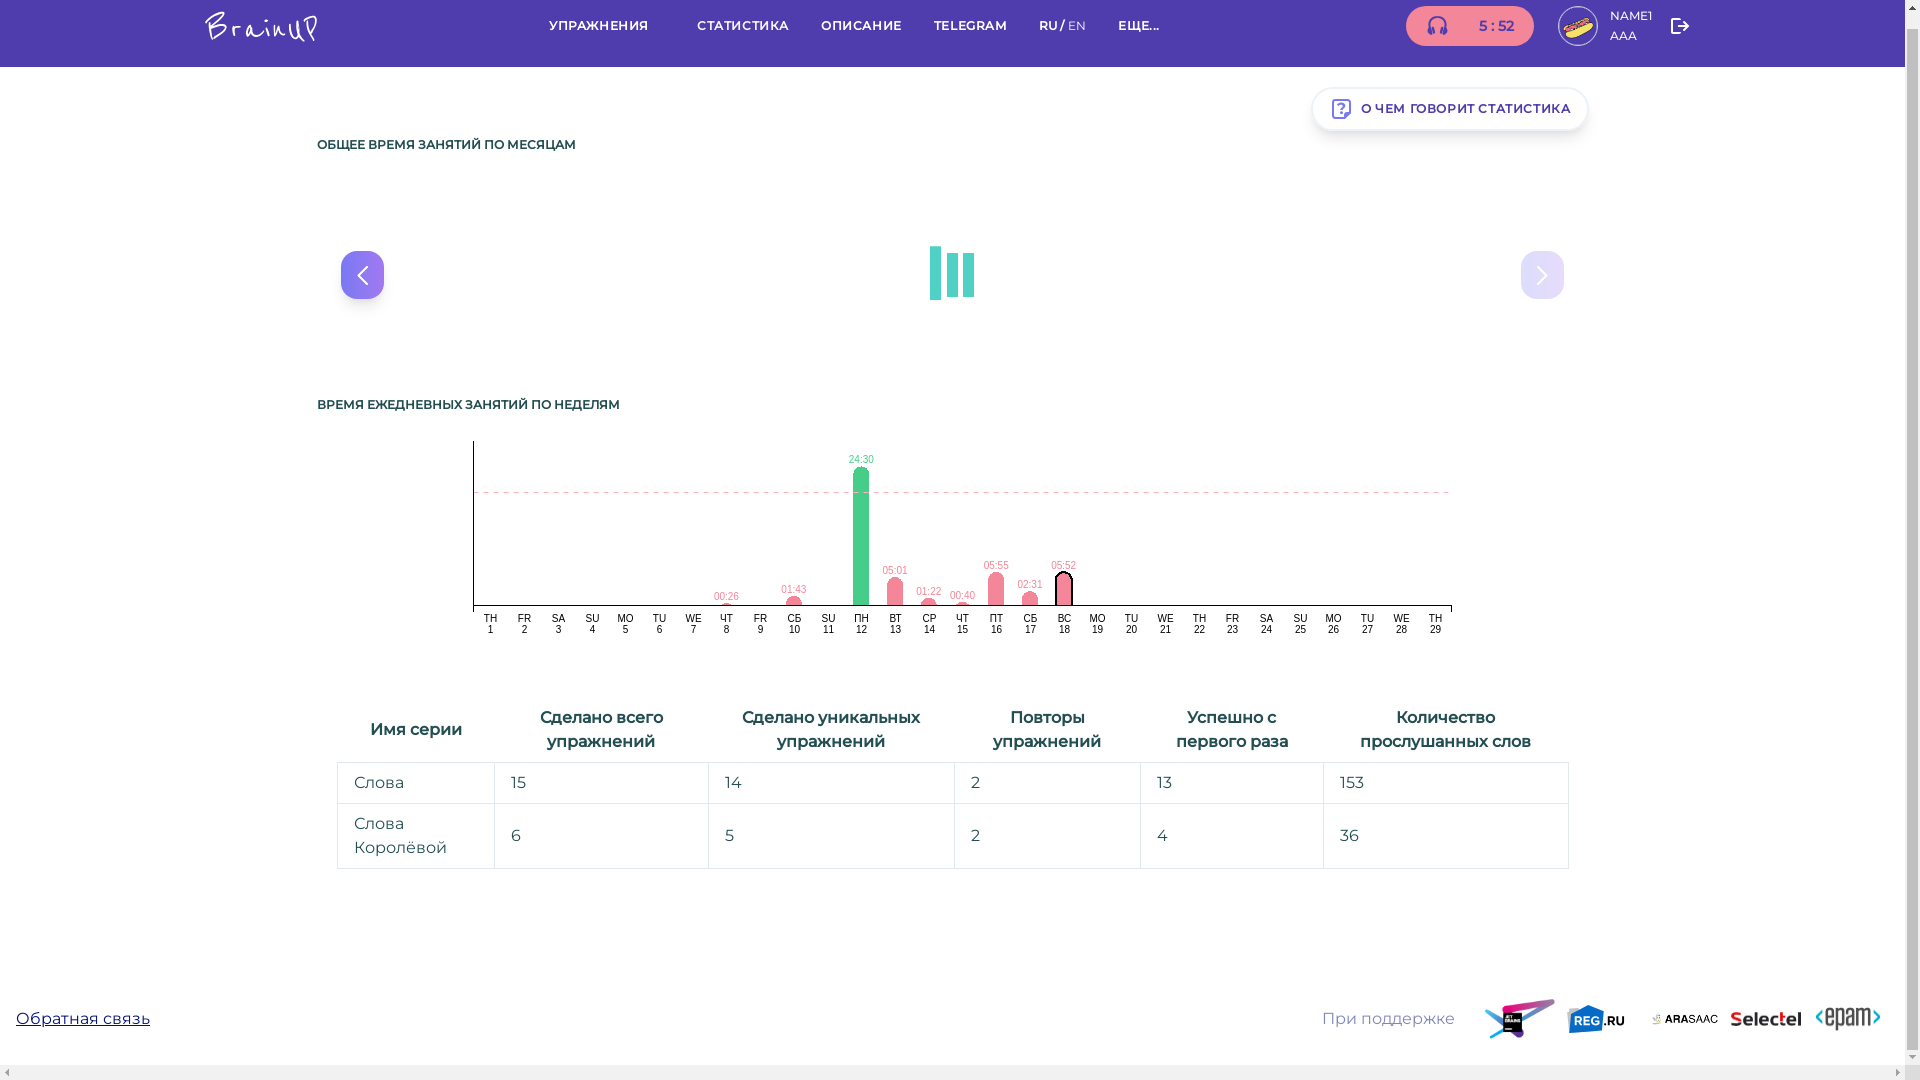 BrainUP
УПРАЖНЕНИЯ СТАТИСТИКА ОПИСАНИЕ TELEGRAM RU / EN ЕЩЕ... 5 : 52 NAME1
AAA
О ЧЕМ ГОВОРИТ СТАТИСТИКА
ОБЩЕЕ ВРЕМЯ ЗАНЯТИЙ ПО МЕСЯЦАМ
ВРЕМЯ ЕЖЕДНЕВНЫХ ЗАНЯТИЙ ПО НЕДЕЛЯМ
00:26 01:43 24:30 05:01 01:22 00:40 05:55 02:31 05:52
TH FR SA SU MO TU WE ЧТ FR СБ SU ПН ВТ СР ЧТ ПТ СБ ВС MO TU WE TH FR SA SU MO TU WE TH
1 2 3 4 5 6 7 8 9 10 11 12 13 14 15 16 17 18 19 20 21 22 23 24 25 26 27 28 29
Имя серии Сделано всего упражнений Сделано уникальных упражнений Повторы упражнений Успешно с первого раза Количество прослушанных слов
Слова 15 14 2 13 153
Слова Королёвой 6 5 2 4 36
Обратная связь При поддержке JET BRAINS REG.RU ARASAAC Selectel <epam>